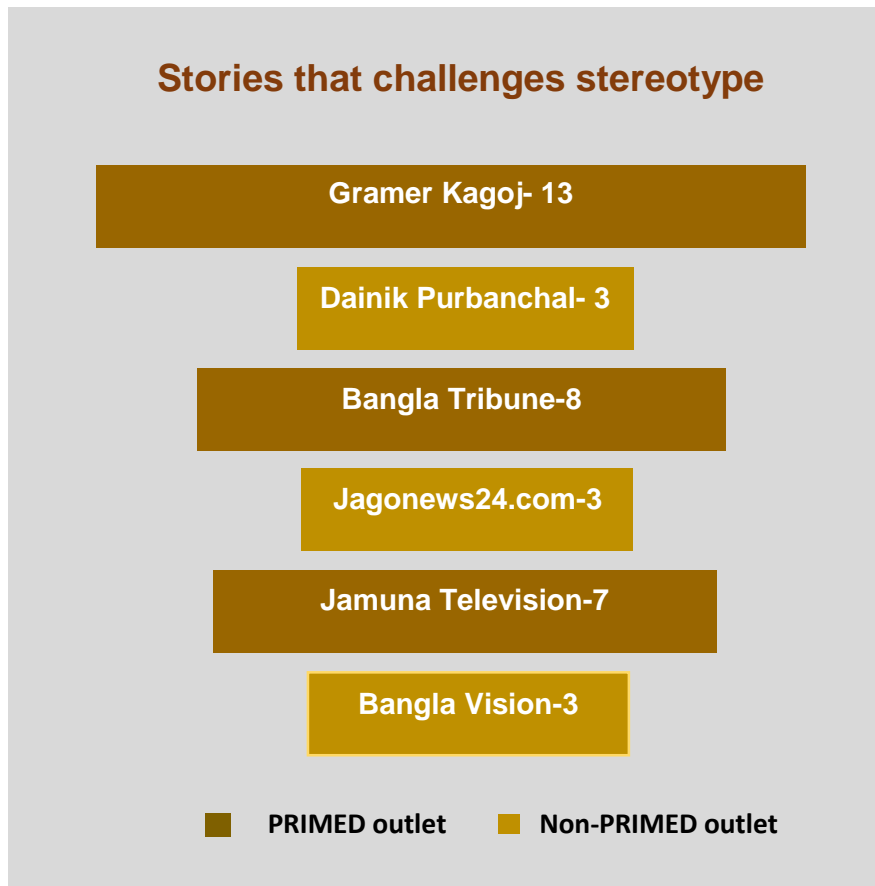 Stories that challenges stereotype
Gramer Kagoj- 13
Dainik Purbanchal- 3
Bangla Tribune-8
Jagonews24.com-3
Jamuna Television-7
Bangla Vision-3
PRIMED outlet Non-PRIMED outlet